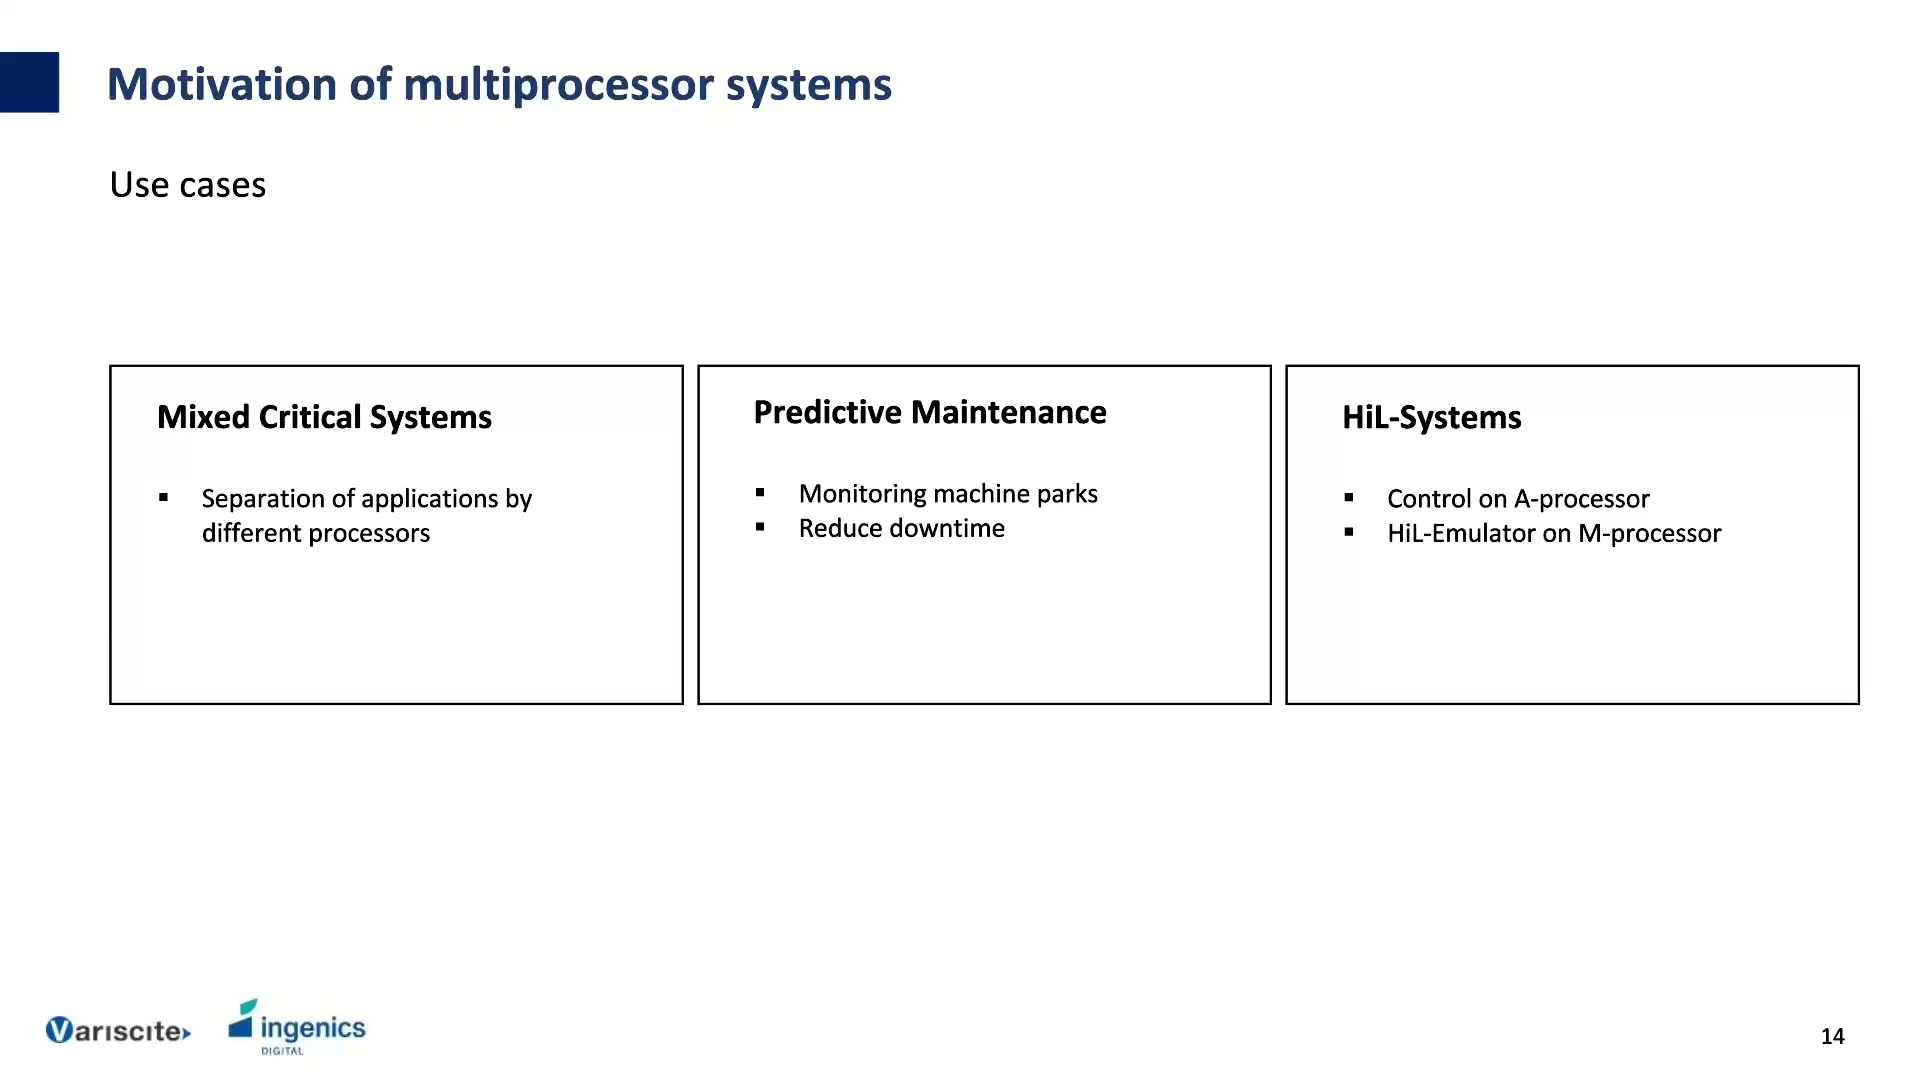 Motivation of multiprocessor systems
Use cases
Mixed Critical Systems
▪ Separation of applications by
different processors
Predictive Maintenance
▪ Monitoring machine parks
▪ Reduce downtime
HiL-Systems
▪ Control on A-processor
▪ HiL-Emulator on M-processor
Variscite
ingenics
DIGITAL
14